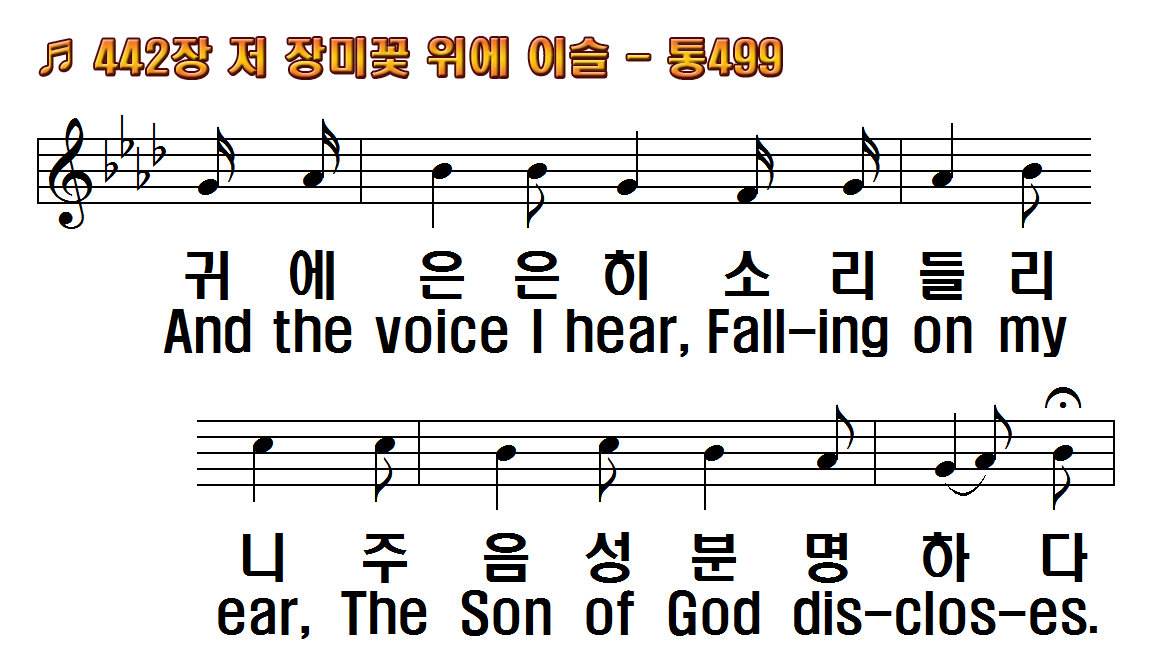 ♬ 442장 저 장미꽃 위에 이슬 - 통499
귀 에 은 은 히 소 리 들 리
And the voice I hear, Fall-ing on my
니 주 음 성 분 명 하 다
ear, The Son of God dis-clos-es.